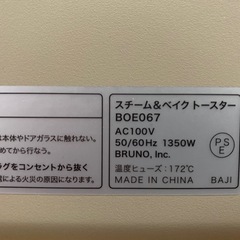 は本体やドアガラスに触れない。
めてから行なう。
ラグをコンセントから抜く
による火災の原因になります。
スチーム＆ベイク トースター
BOE067
AC100V
50/60Hz 1350W
BRUNO, Inc.
温度ヒューズ：172℃
MADE IN CHINA BAJI
PS
E